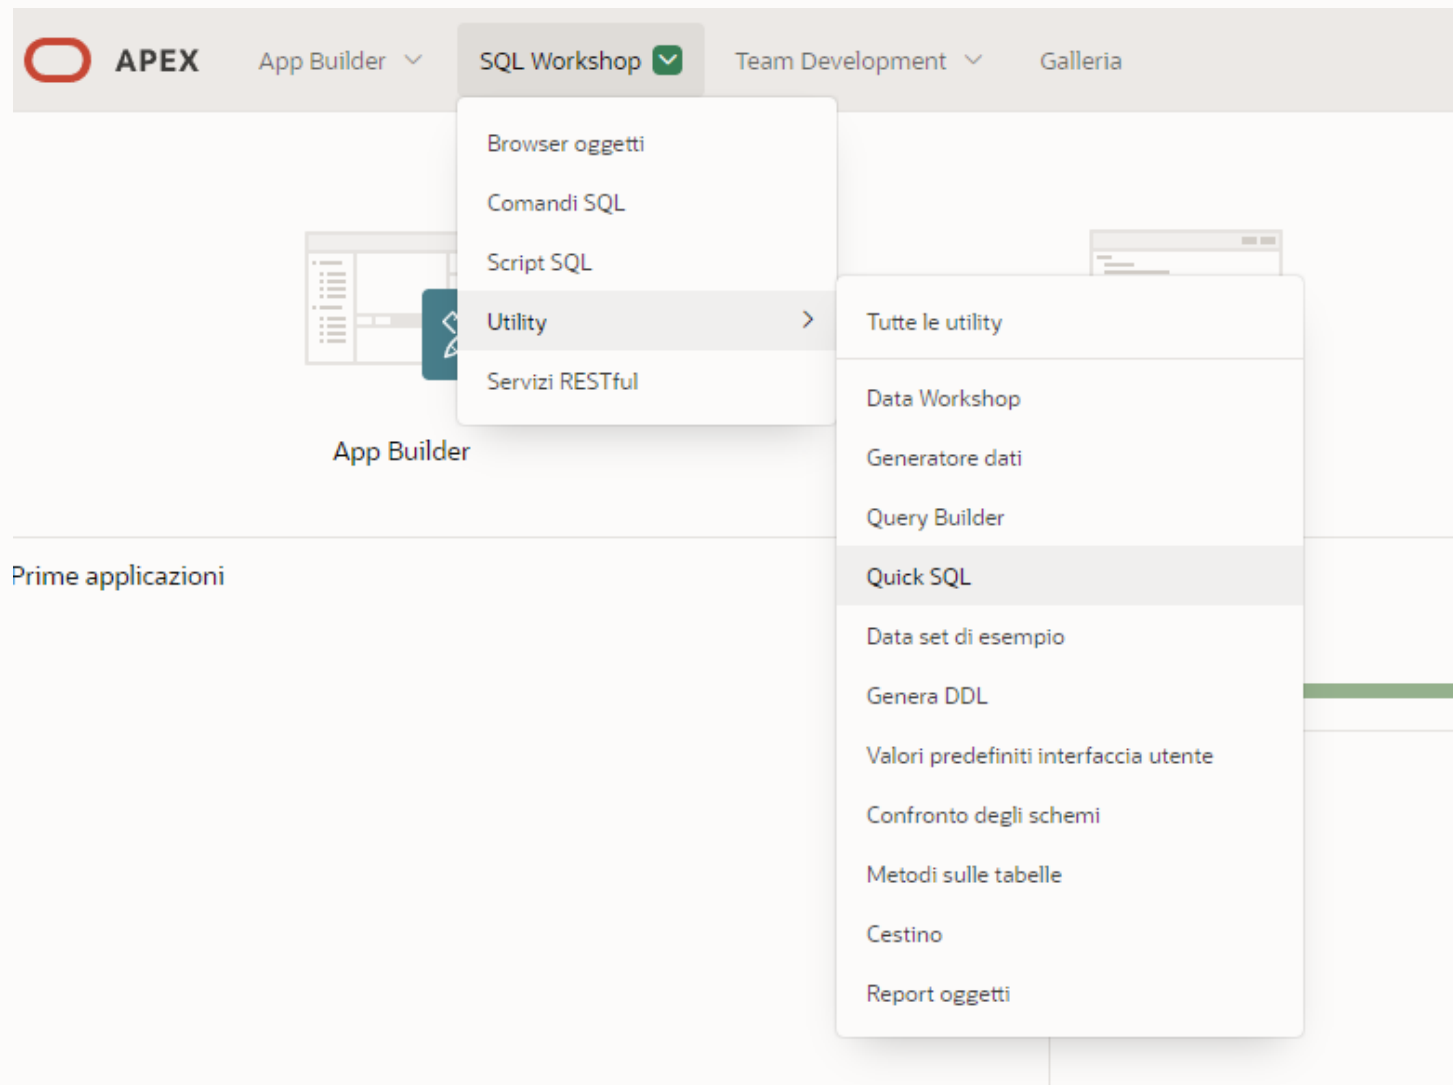 APEX App Builder SQL Workshop Team Development Galleria
Browser oggetti
Comandi SQL
Script SQL
Utility
Servizi RESTful
Tutte le utility
Data Workshop
Generatore dati
Query Builder
Quick SQL
Data set di esempio
Genera DDL
Valori predefiniti interfaccia utente
Confronto degli schemi
Metodi sulle tabelle
Cestino
Report oggetti
App Builder
Prime applicazioni